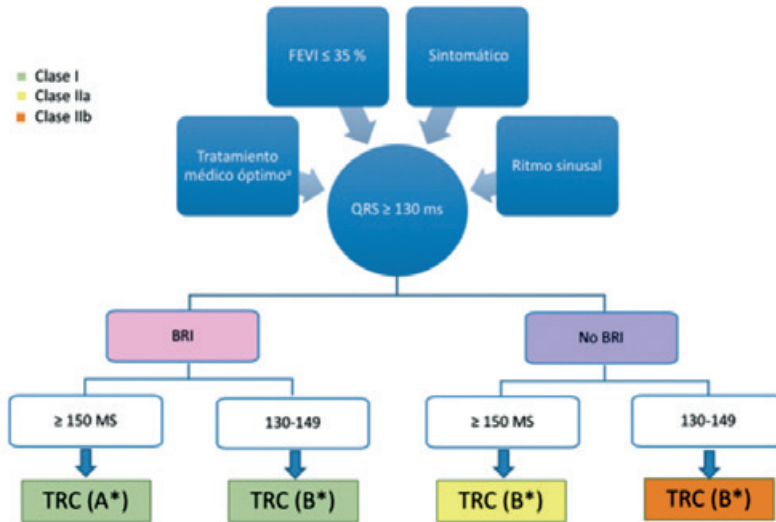 FEVI ≤ 35 %
Sintomático
Clase I
Clase IIa
Clase IIb
Tratamiento
médico óptimoª
Ritmo sinusal
QRS ≥ 130 ms
BRI
No BRI
≥ 150 MS
130-149
≥ 150 MS
130-149
TRC (A*)
TRC (B*)
TRC (B*)
TRC (B*)